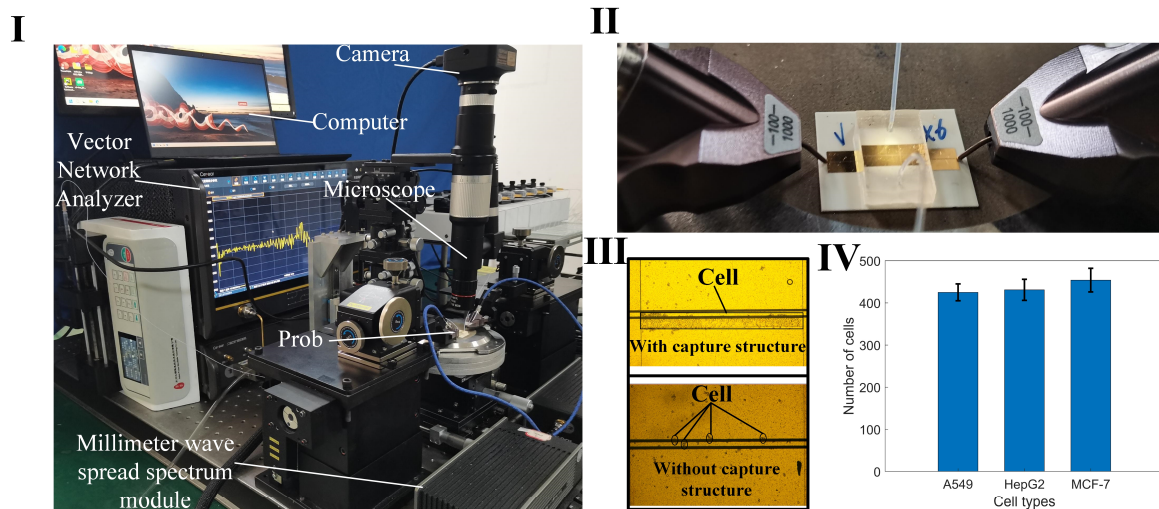 I
Camera
Computer
Vector
Network
Analyzer
Microscope
Prob
Millimeter wave
spread spectrum
module
II
—100—
1000
V
X6
—100—
1000
III
Cell
With capture structure
Cell
Without capture
structure
IV
500
400
300
200
100
0
Number of cells
A549
HepG2
MCF-7
Cell types